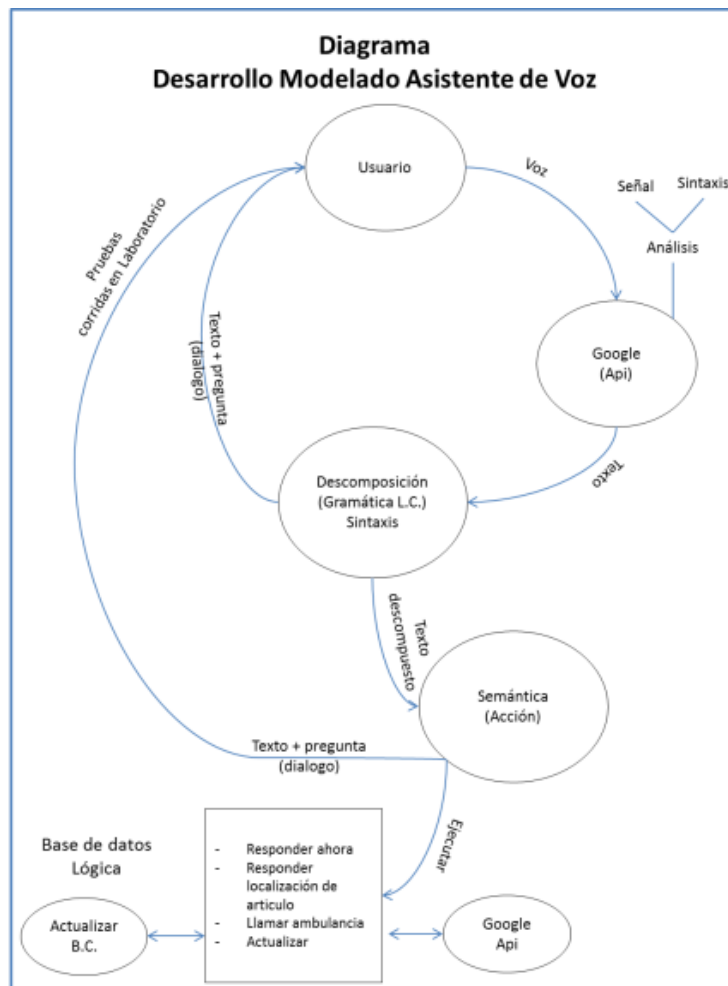 Diagrama
Desarrollo Modelado Asistente de Voz
Usuario
Voz
Señal
Sintaxis
Análisis
Google
(Api)
Texto
Pruebas
corridas en Laboratorio
Texto + pregunta
(dialogo)
Descomposición
(Gramática L.C.)
Sintaxis
Texto
descompuesto
Semántica
(Acción)
Texto + pregunta
(dialogo)
Ejecutar
Base de datos
Lógica
Actualizar
B.C.
- Responder ahora
- Responder
localización de
articulo
- Llamar ambulancia
- Actualizar
Google
Api